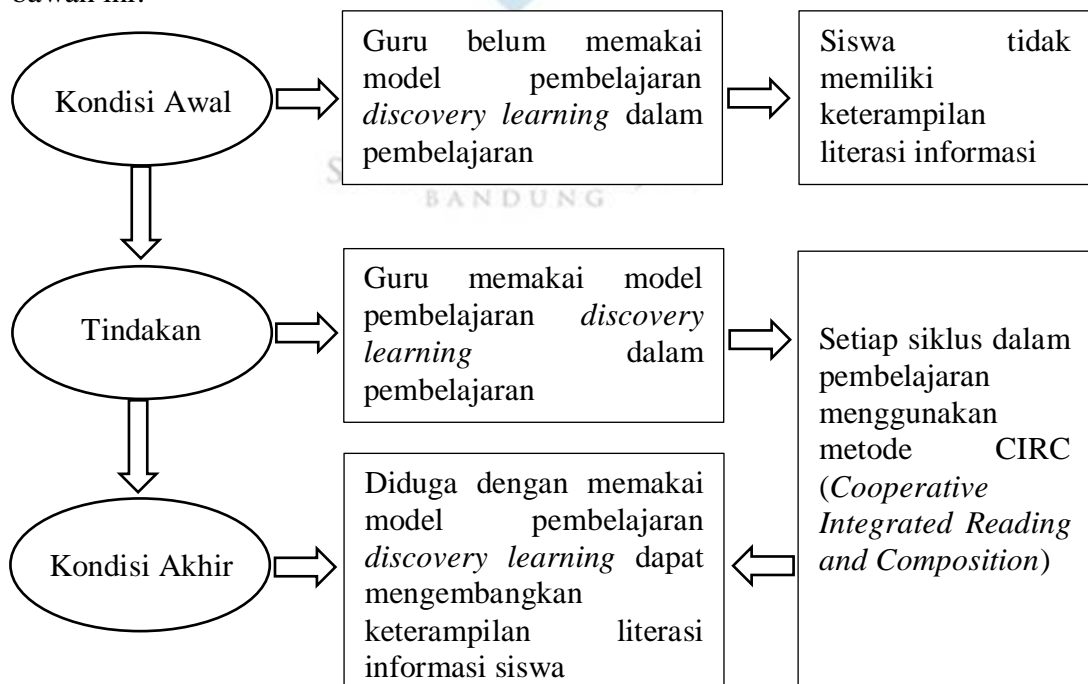 bawah ini:
Kondisi Awal
Guru belum memakai
model pembelajaran
discovery learning dalam
pembelajaran
Siswa tidak
memiliki
keterampilan
literasi informasi
BANDUNG
Tindakan
Guru memakai model
pembelajaran discovery
learning dalam
pembelajaran
Setiap siklus dalam
pembelajaran
menggunakan
metode CIRC
(Cooperative
Integrated Reading
and Composition)
Kondisi Akhir
Diduga dengan memakai
model pembelajaran
discovery learning dapat
mengembangkan
keterampilan literasi
informasi siswa